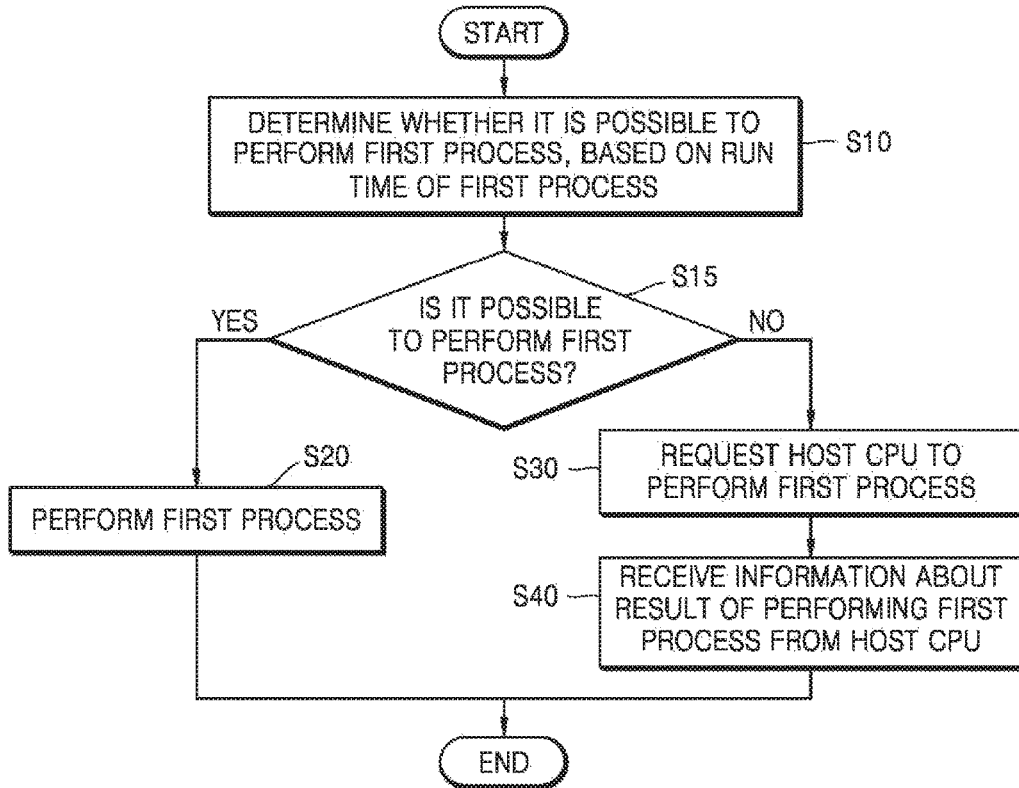 START
DETERMINE WHETHER IT IS POSSIBLE TO
PERFORM FIRST PROCESS, BASED ON RUN
TIME OF FIRST PROCESS
S10
S15
IS IT POSSIBLE
TO PERFORM FIRST
PROCESS?
YES
NO
S20
PERFORM FIRST PROCESS
S30
REQUEST HOST CPU TO
PERFORM FIRST PROCESS
S40
RECEIVE INFORMATION ABOUT
RESULT OF PERFORMING FIRST
PROCESS FROM HOST CPU
END